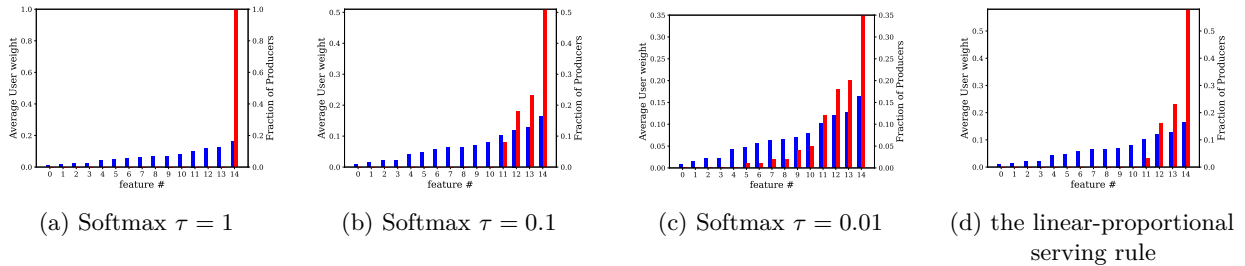 1.0
0.8
0.6
0.4
0.2
0.0
Average User weight
1.0
0.8
0.6
0.4
0.2
0.0
Fraction of Producers
0 1 2 3 4 5 6 7 8 9 10 11 12 13 14
feature #
(a) Softmax τ = 1
0.5
0.4
0.3
0.2
0.1
0.0
Average User weight
0.5
0.4
0.3
0.2
0.1
0.0
Fraction of Producers
0 1 2 3 4 5 6 7 8 9 10 11 12 13 14
feature #
(b) Softmax τ = 0.1
0.35
0.30
0.25
0.20
0.15
0.10
0.05
0.00
Average User weight
0.35
0.30
0.25
0.20
0.15
0.10
0.05
0.00
Fraction of Producers
0 1 2 3 4 5 6 7 8 9 10 11 12 13 14
feature #
(c) Softmax τ = 0.01
0.5
0.4
0.3
0.2
0.1
0.0
Average User weight
0.5
0.4
0.3
0.2
0.1
0.0
Fraction of Producers
0 1 2 3 4 5 6 7 8 9 10 11 12 13 14
feature #
(d) the linear-proportional
serving rule